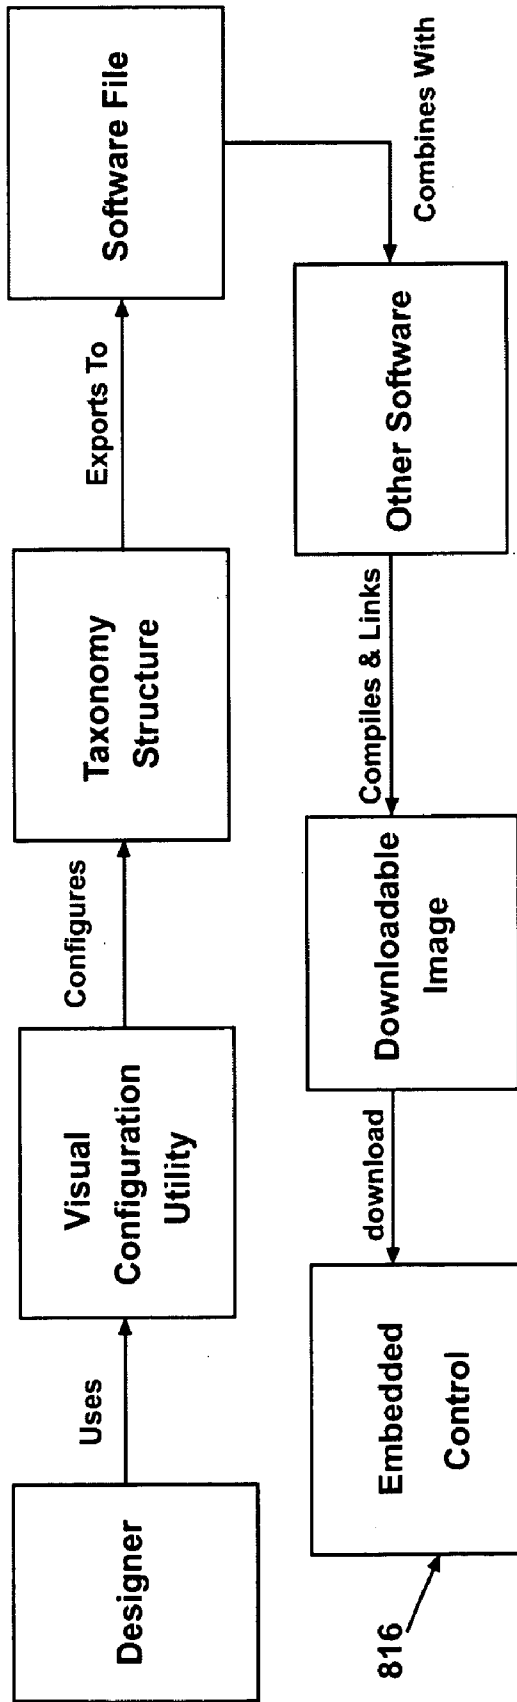 Designer
Uses
Visual
Configuration
Utility
Configures
Taxonomy
Structure
Exports To
Software File
Combines With
Other Software
Compiles & Links
Downloadable
Image
download
Embedded
Control
816